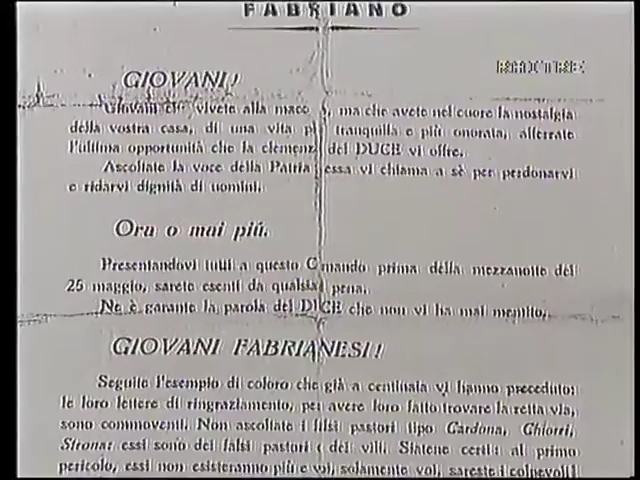 FABRIANO
RAITRE
GIOVANI!
Giovani che vivete alla macchia, ma che avete nel cuore la nostalgia
della vostra casa, di una vita più tranquilla e più onorata, afferrate
l'ultima opportunità che la clemenza del DUCE vi offre.
Ascoltate la voce della Patria essa vi chiama a sè per perdonarvi
e ridarvi dignità di uomini.
Ora o mai più.
Presentandovi tutti a questo Comando prima della mezzanotte del
25 maggio, sarete esenti da qualsiasi pena.
Ne è garante la parola del DUCE che non vi ha mai mentito.
GIOVANI FABRIANESI!
Seguite l'esempio di coloro che già a centinaia vi hanno preceduto:
le loro lettere di ringraziamento, per avere loro fatto trovare la retta via,
sono commoventi. Non ascoltate i falsi pastori tipo Cardona, Chiorri,
Strona: essi sono dei falsi pastori e dei vili. Siatene certi: al primo
pericolo, essi non esisteranno più e voi, solamente voi, sareste i colpevoli!